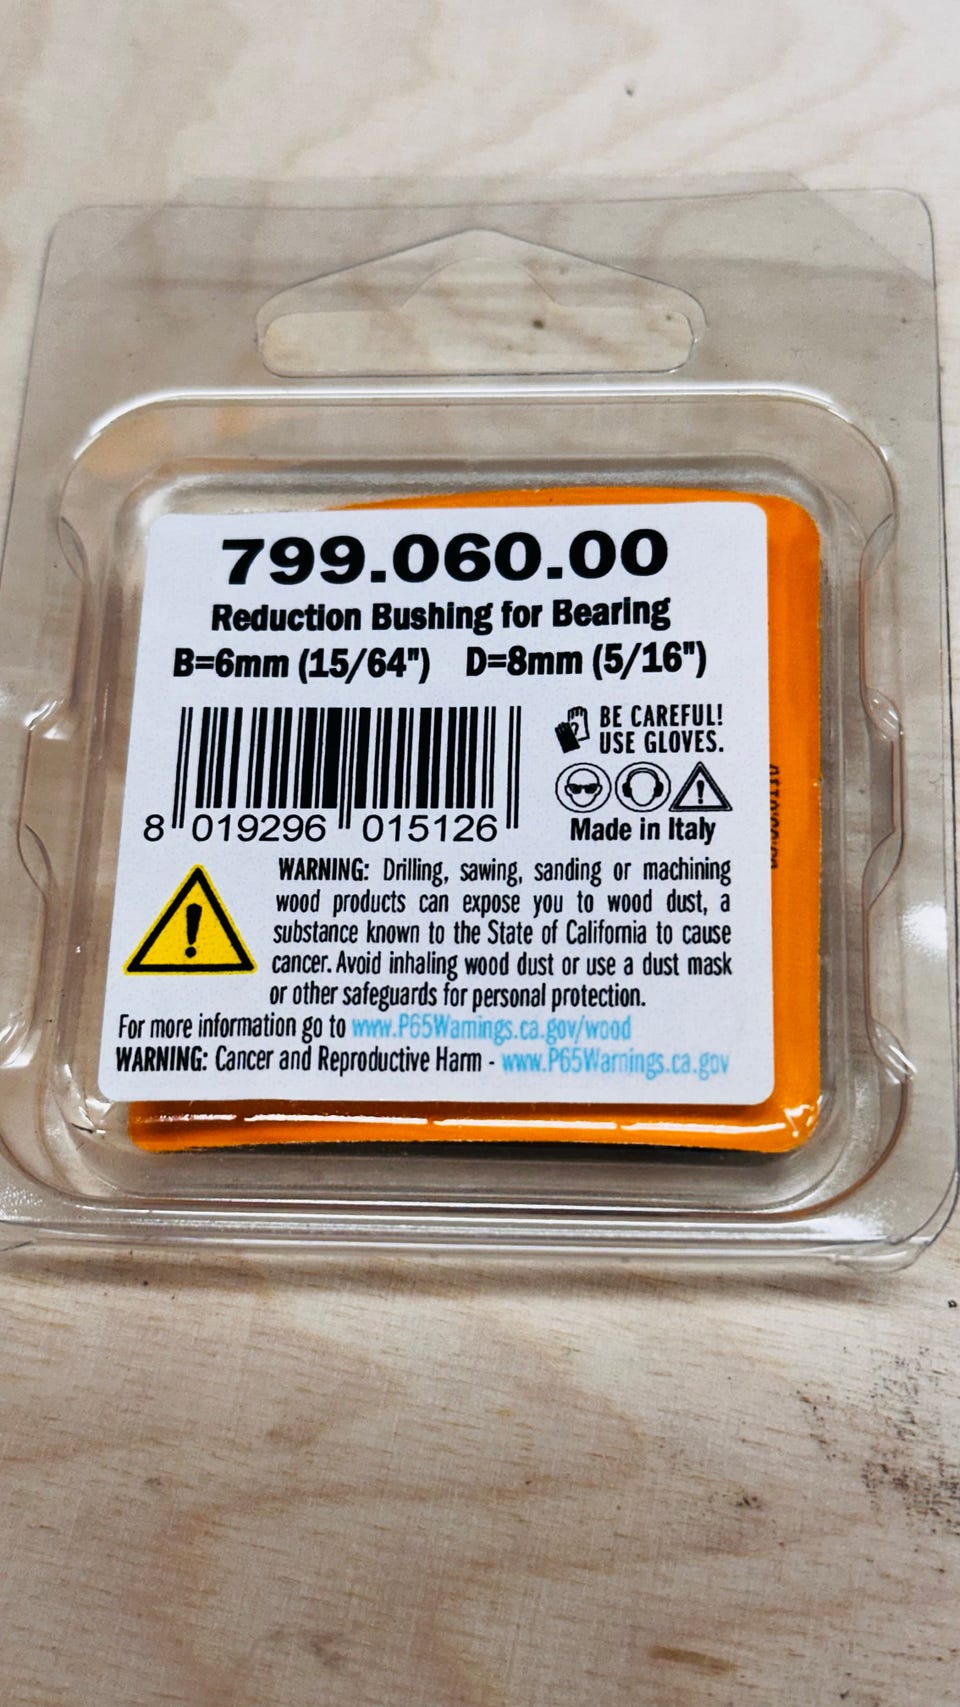 799.060.00
Reduction Bushing for Bearing
B=6mm (15/64") D=8mm (5/16")
BE CAREFUL!
USE GLOVES.
8 019296 015126
Made in Italy
WARNING: Drilling, sawing, sanding or machining
wood products can expose you to wood dust, a
substance known to the State of California to cause
cancer. Avoid inhaling wood dust or use a dust mask
or other safeguards for personal protection.
For more information go to www.P65Warnings.ca.gov/wood
WARNING: Cancer and Reproductive Harm - www.P65Warnings.ca.gov